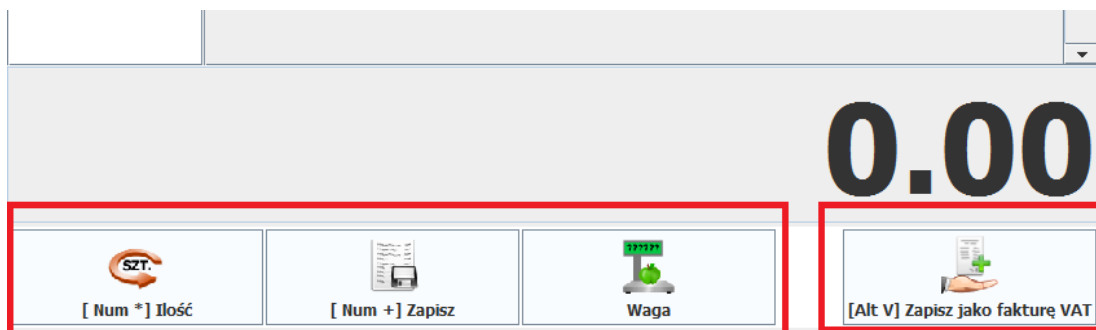 0.00
SZT.
??????
[ Num *] Ilość
[ Num +] Zapisz
Waga
[Alt V] Zapisz jako fakturę VAT